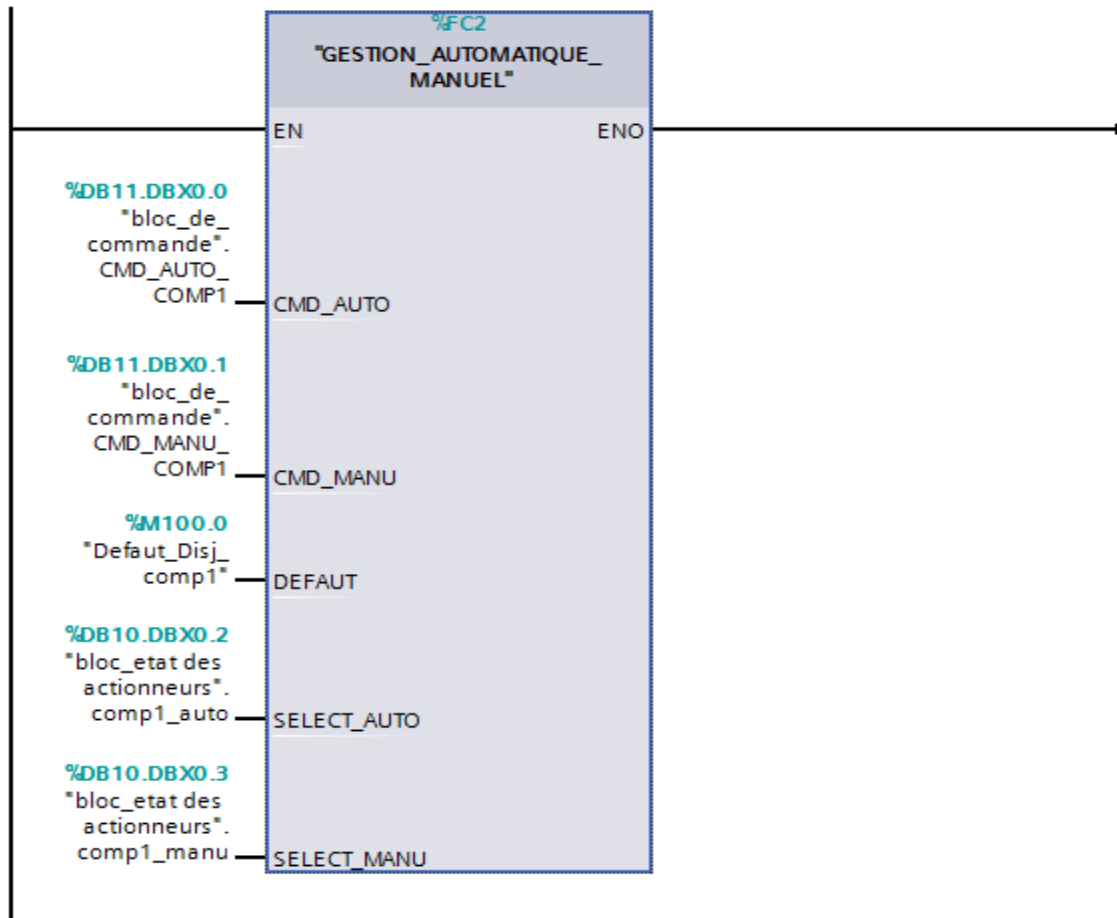 %FC2
"GESTION_AUTOMATIQUE_
MANUEL"
EN
ENO
%DB11.DBX0.0
"bloc_de_
commande".
CMD_AUTO_
COMP1
CMD_AUTO
%DB11.DBX0.1
"bloc_de_
commande".
CMD_MANU_
COMP1
CMD_MANU
%M100.0
"Defaut_Disj_
comp1"
DEFAUT
%DB10.DBX0.2
"bloc_etat des
actionneurs".
comp1_auto
SELECT_AUTO
%DB10.DBX0.3
"bloc_etat des
actionneurs".
comp1_manu
SELECT_MANU